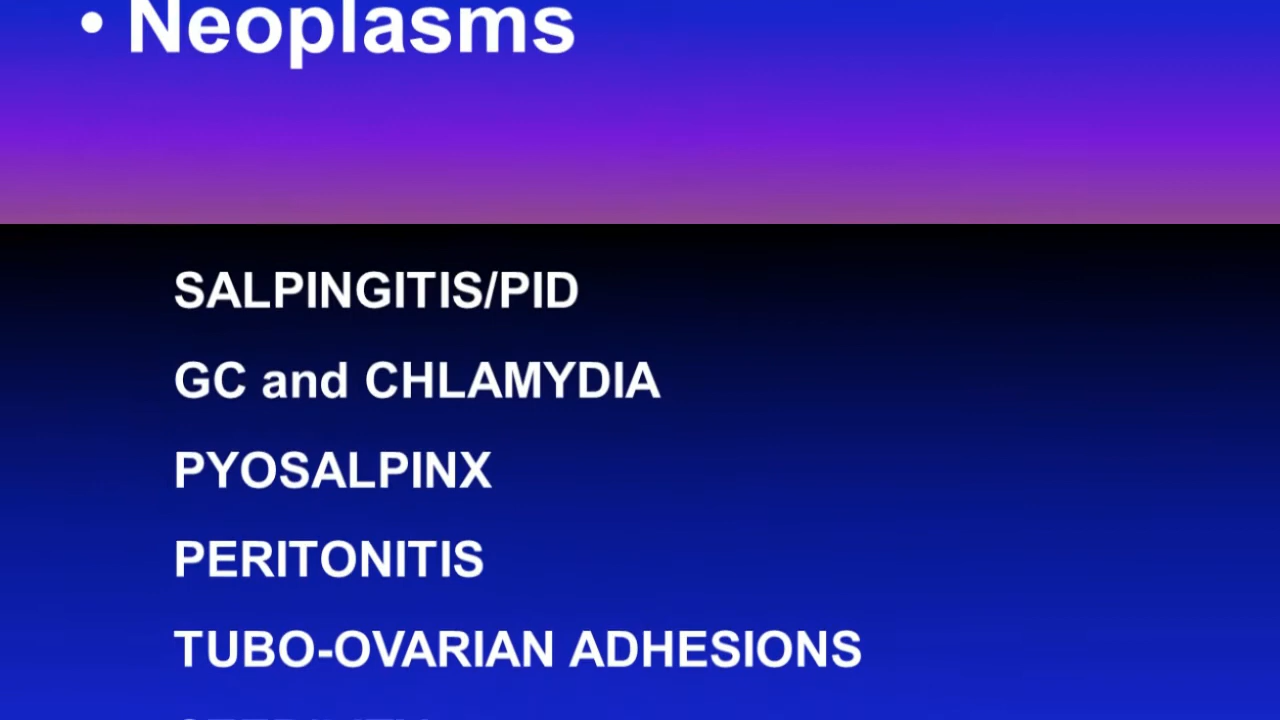 • Neoplasms
SALPINGITIS/PID
GC and CHLAMYDIA
PYOSALPINX
PERITONITIS
TUBO-OVARIAN ADHESIONS